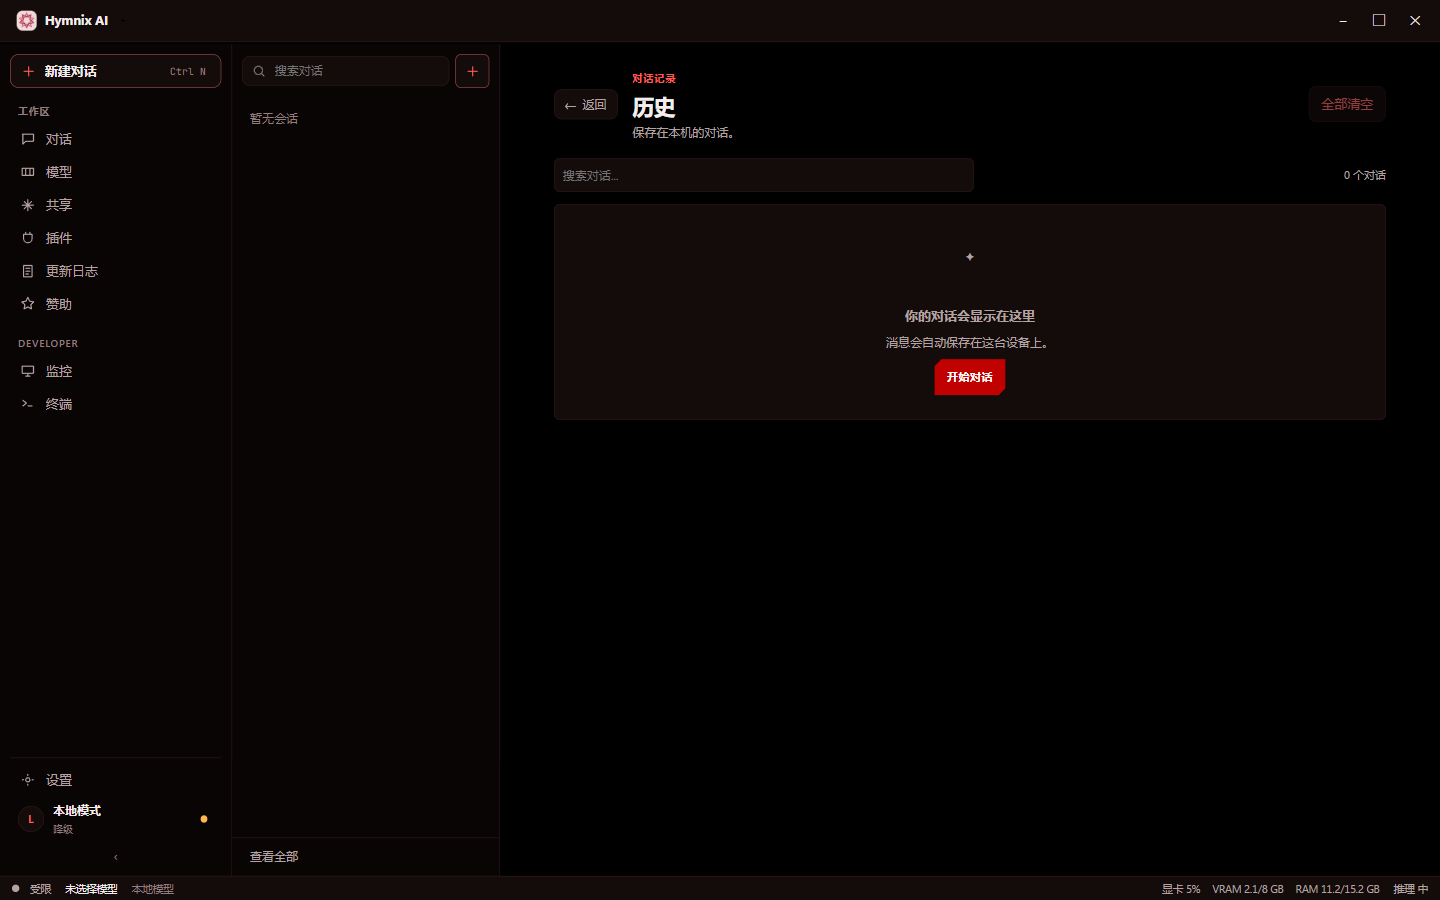 Hymnix AI
新建对话 Ctrl N
工作区
对话
模型
共享
插件
更新日志
赞助
DEVELOPER
监控
终端
设置
L
本地模式
降级
搜索对话
暂无会话
查看全部
← 返回
对话记录
历史
保存在本机的对话。
全部清空
搜索对话...
0 个对话
你的对话会显示在这里
消息会自动保存在这台设备上。
开始对话
受限 未选择模型 本地模型
显卡 5% VRAM 2.1/8 GB RAM 11.2/15.2 GB 推理 中